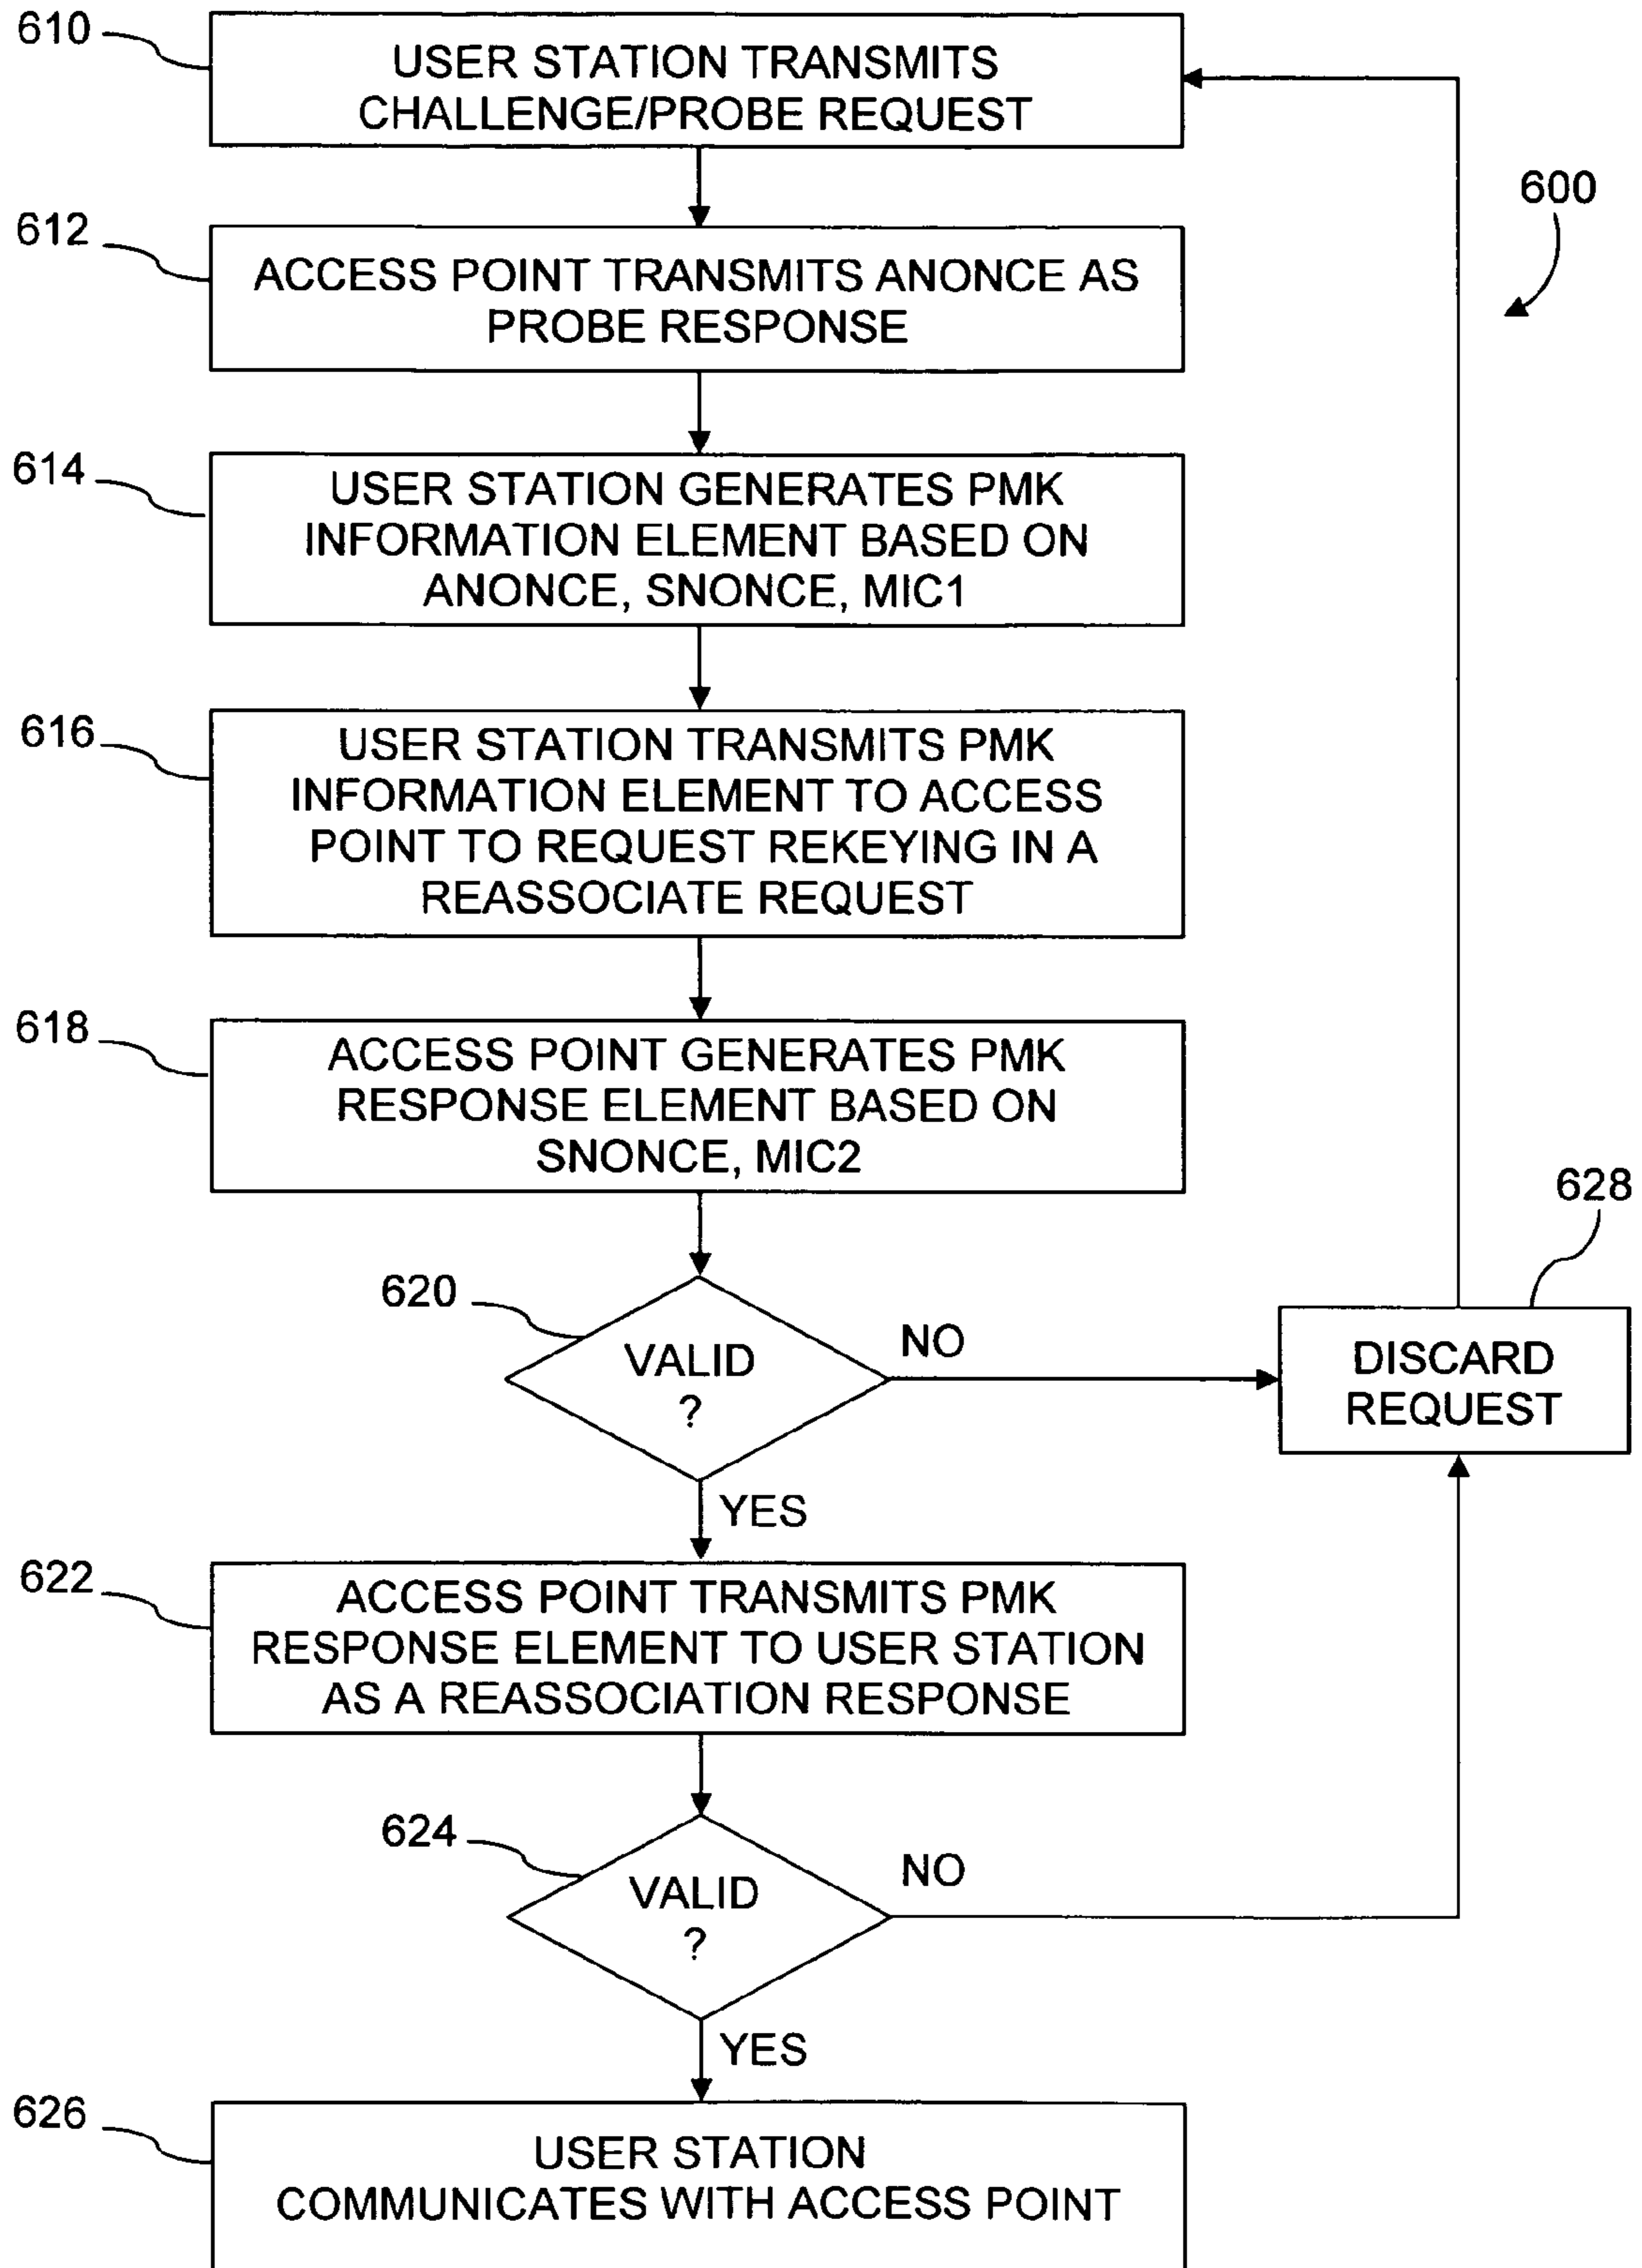 610
USER STATION TRANSMITS
CHALLENGE/PROBE REQUEST
600
612
ACCESS POINT TRANSMITS ANONCE AS
PROBE RESPONSE
614
USER STATION GENERATES PMK
INFORMATION ELEMENT BASED ON
ANONCE, SNONCE, MIC1
616
USER STATION TRANSMITS PMK
INFORMATION ELEMENT TO ACCESS
POINT TO REQUEST REKEYING IN A
REASSOCIATE REQUEST
618
ACCESS POINT GENERATES PMK
RESPONSE ELEMENT BASED ON
SNONCE, MIC2
620
VALID
?
NO
628
DISCARD
REQUEST
YES
622
ACCESS POINT TRANSMITS PMK
RESPONSE ELEMENT TO USER STATION
AS A REASSOCIATION RESPONSE
624
VALID
?
NO
YES
626
USER STATION
COMMUNICATES WITH ACCESS POINT